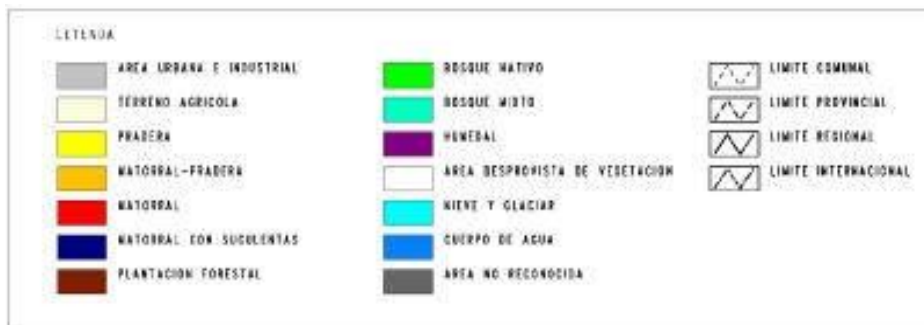 LEYENDA
AREA URBANA E INDUSTRIAL
TERRENO AGRICOLA
PRADERA
MATORRAL-PRADERA
MATORRAL
MATORRAL CON SUCULENTAS
PLANTACION FORESTAL
BOSQUE NATIVO
BOSQUE MIXTO
HUMEDAL
AREA DESPROVISTA DE VEGETACION
NIEVE Y GLACIAR
CUERPO DE AGUA
AREA NO RECONOCIDA
LIMITE COMUNAL
LIMITE PROVINCIAL
LIMITE REGIONAL
LIMITE INTERNACIONAL